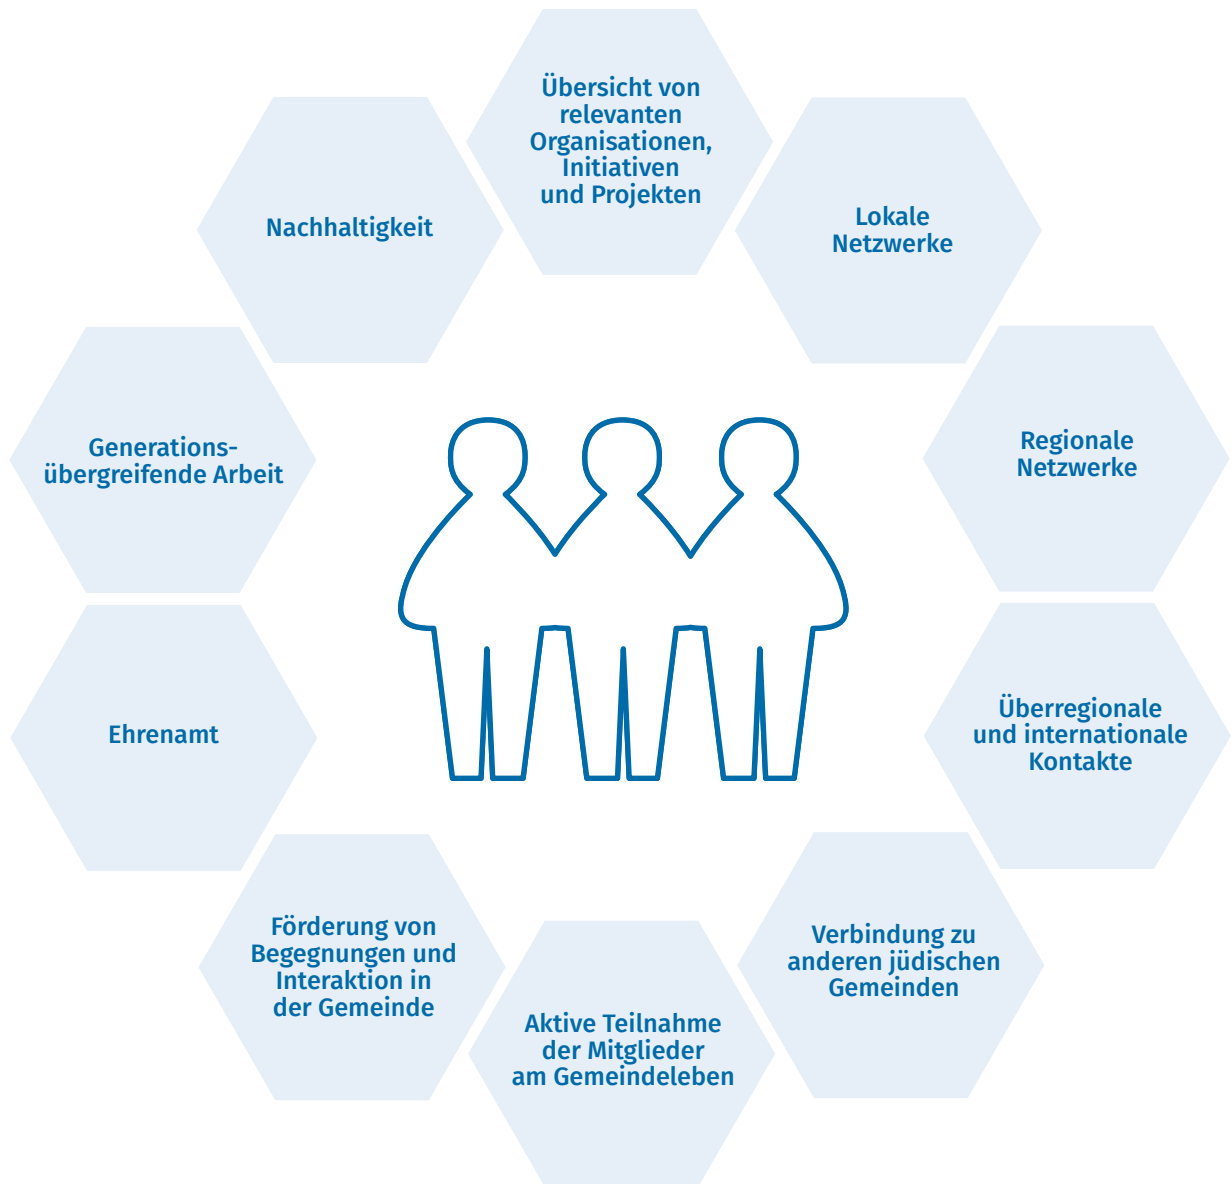 Übersicht von
relevanten
Organisationen,
Initiativen
und Projekten
Lokale
Netzwerke
Regionale
Netzwerke
Überregionale
und internationale
Kontakte
Verbindung zu
anderen jüdischen
Gemeinden
Aktive Teilnahme
der Mitglieder
am Gemeindeleben
Förderung von
Begegnungen und
Interaktion in
der Gemeinde
Ehrenamt
Generations-
übergreifende Arbeit
Nachhaltigkeit